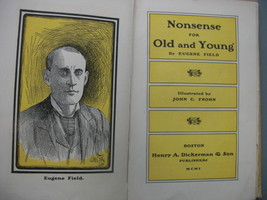 Eugene Field.
Nonsense
FOR
Old and Young
By EUGENE FIELD
Illustrated by
JOHN C. FROHN
BOSTON
Henry A. Dickerman & Son
PUBLISHERS
MCMI